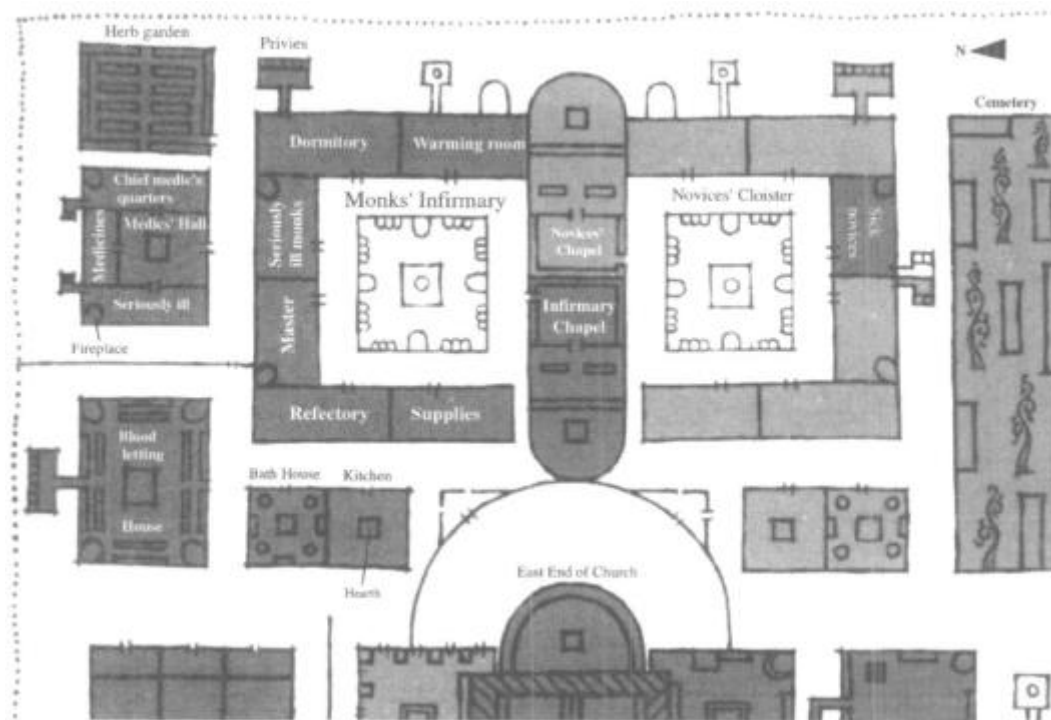 Herb garden
Privies
N
Cemetery
Dormitory
Warming room
Chief medic's
quarters
Medics' Hall
Medicines
Seriously ill
Fireplace
Monks' Infirmary
Seriously
ill monks
Master
Novices' Cloister
Novices'
Chapel
Infirmary
Chapel
Sick
novices
Refectory
Supplies
Blood
letting
House
Bath House
Kitchen
Hearth
East End of Church